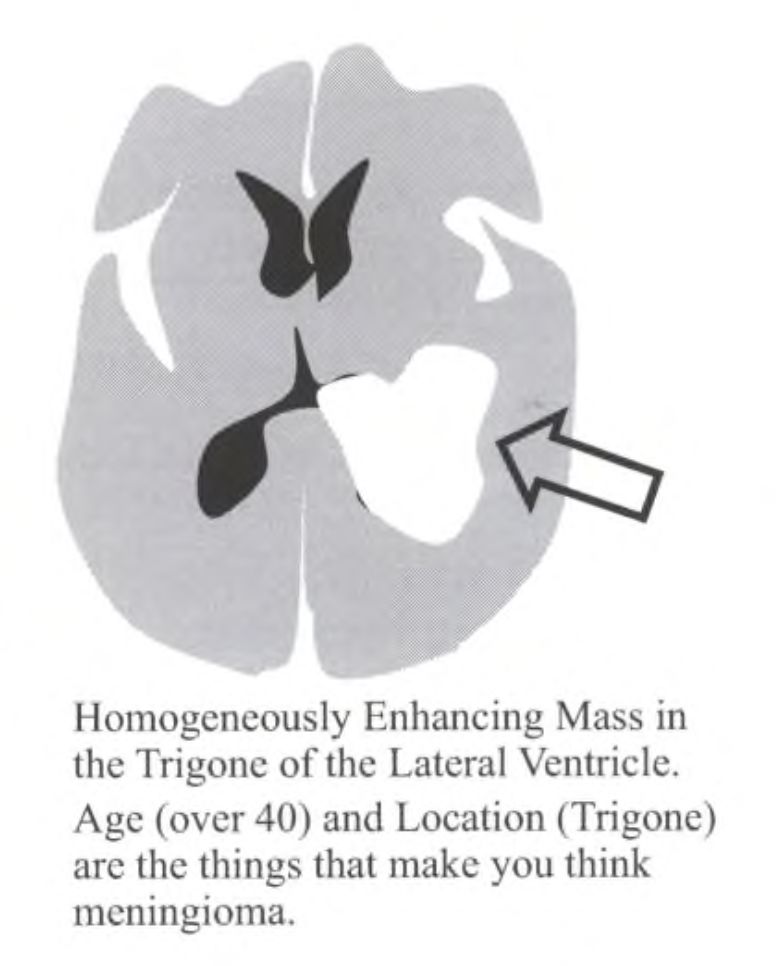 Homogeneously Enhancing Mass in
the Trigone of the Lateral Ventricle.
Age (over 40) and Location (Trigone)
are the things that make you think
meningioma.